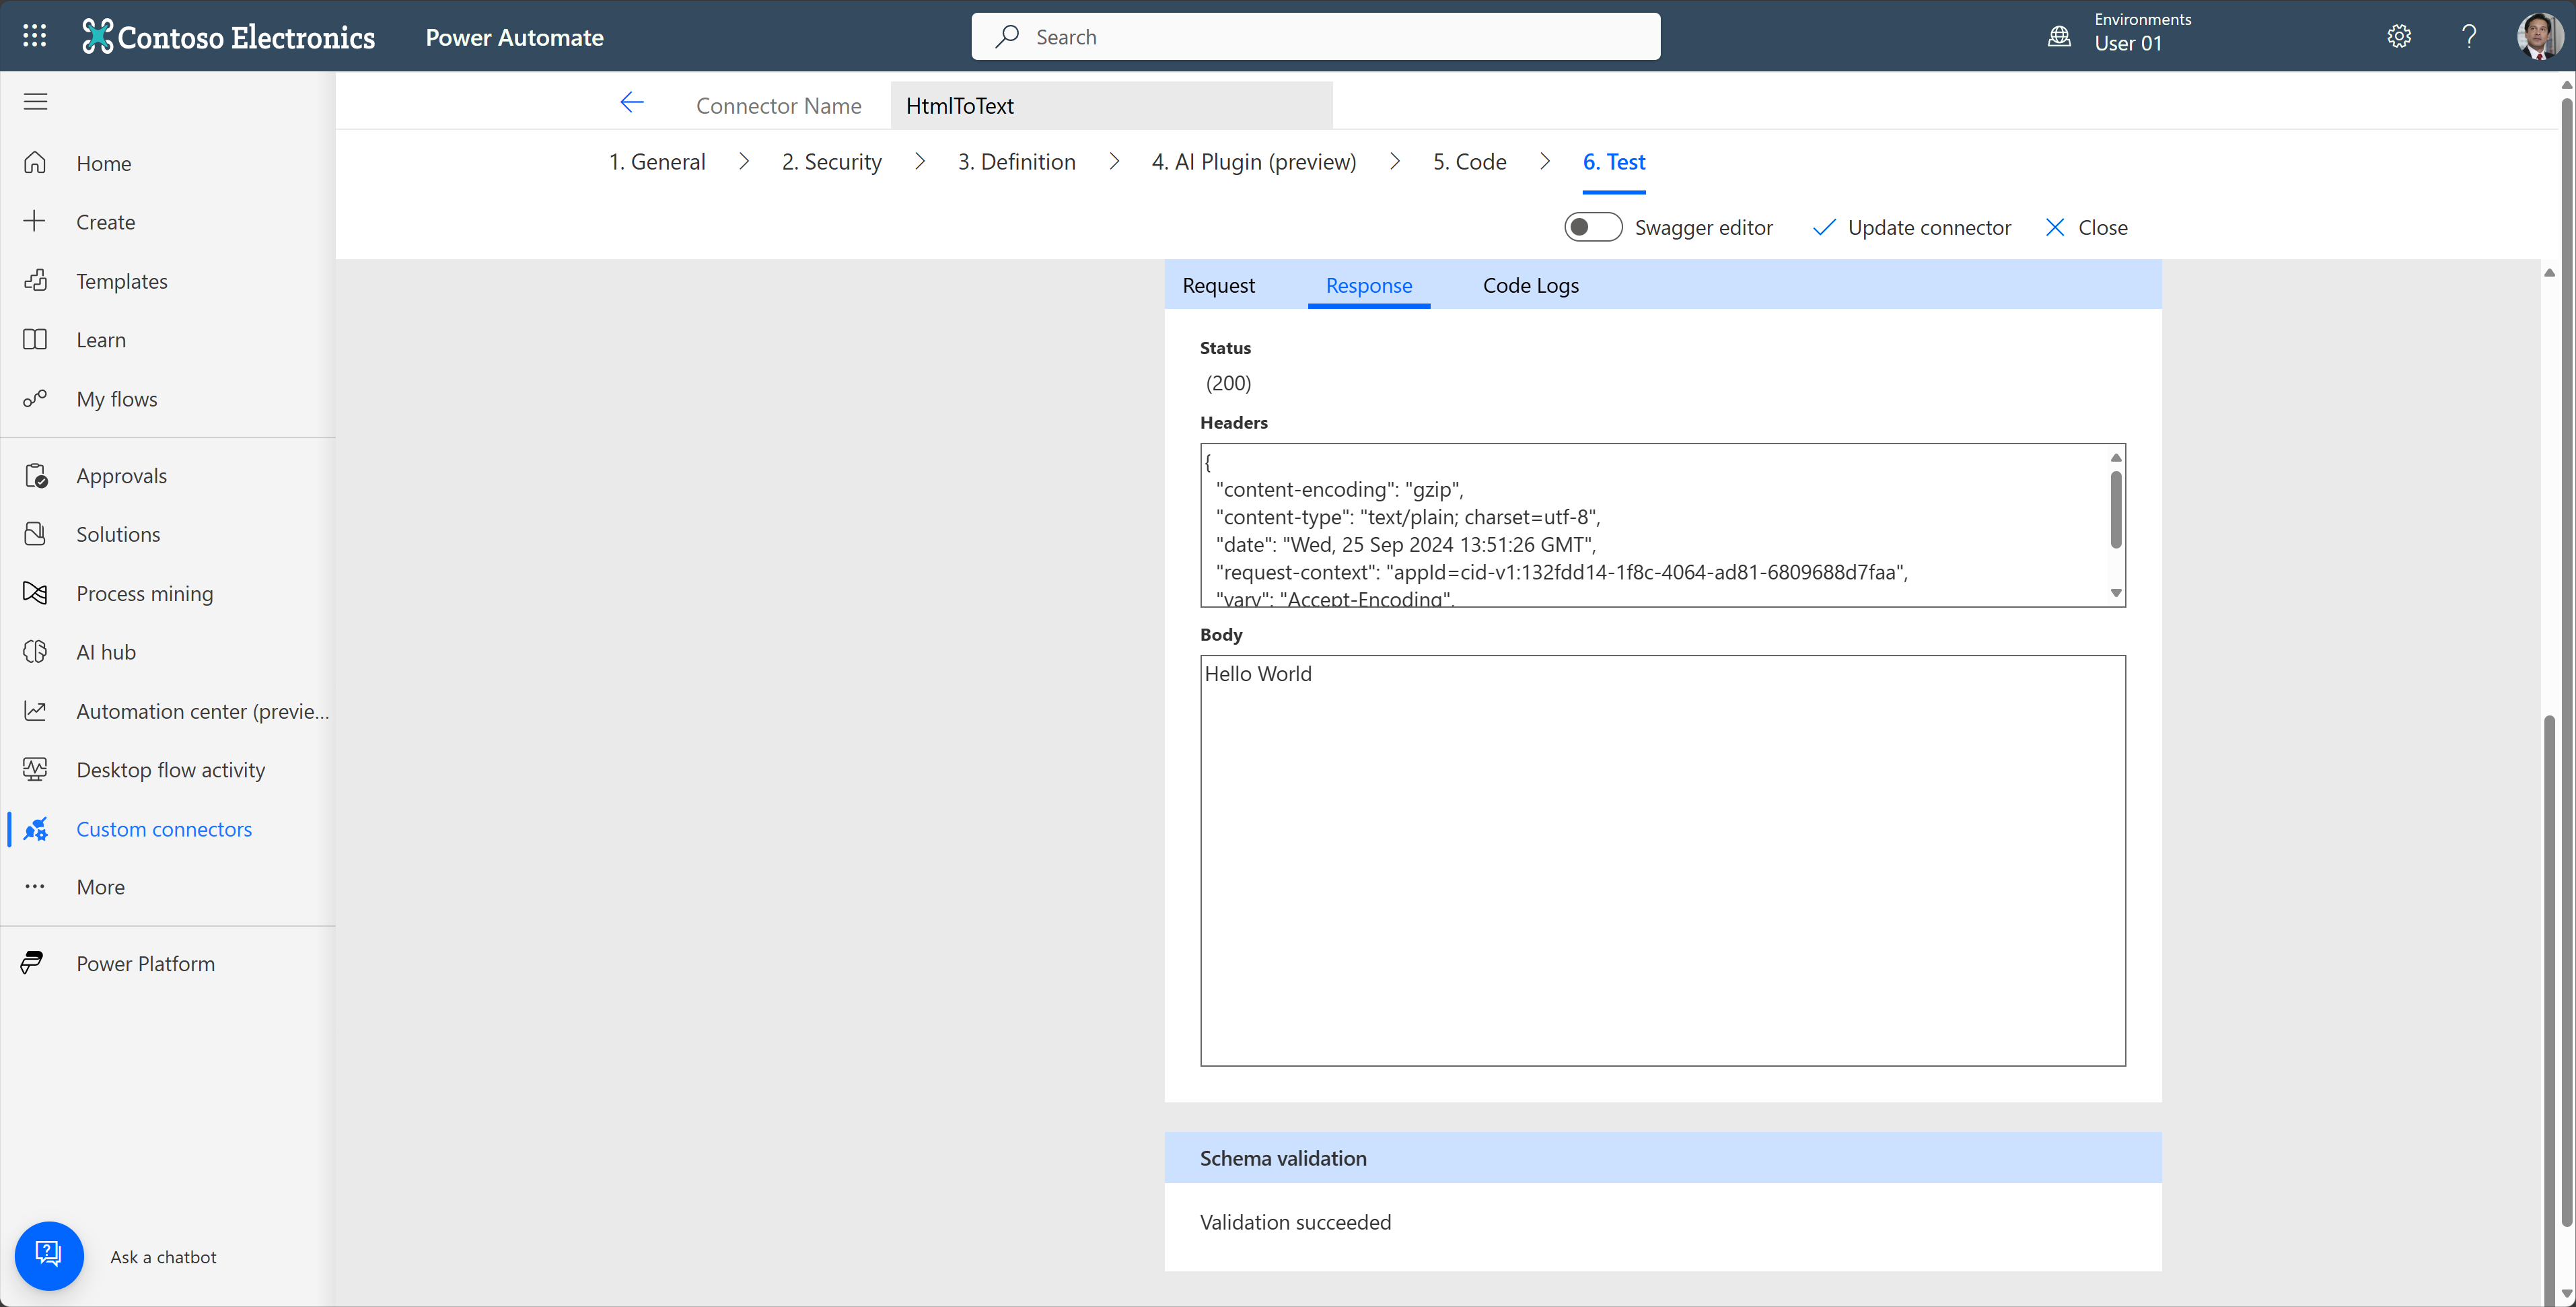 Contoso Electronics
Power Automate
Search
Environments
User 01
Connector Name
HtmlToText
1. General
2. Security
3. Definition
4. AI Plugin (preview)
5. Code
6. Test
Swagger editor
Update connector
Close
Home
Create
Templates
Learn
My flows
Approvals
Solutions
Process mining
AI hub
Automation center (previe...
Desktop flow activity
Custom connectors
More
Power Platform
Ask a chatbot
Request
Response
Code Logs
Status
(200)
Headers
{
"content-encoding": "gzip",
"content-type": "text/plain; charset=utf-8",
"date": "Wed, 25 Sep 2024 13:51:26 GMT",
"request-context": "appId=cid-v1:132fdd14-1f8c-4064-ad81-6809688d7faa",
"vary": "Accept-Encoding",
Body
Hello World
Schema validation
Validation succeeded